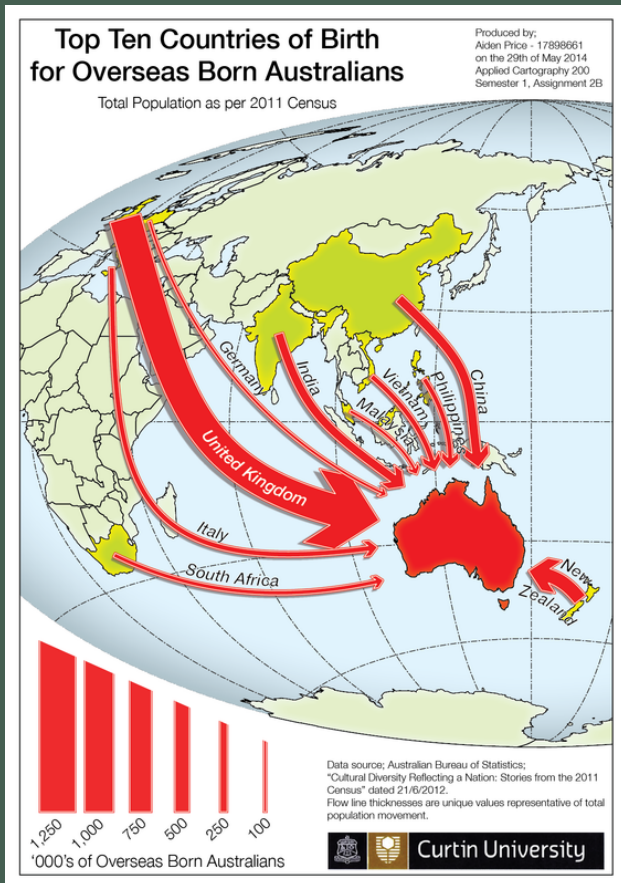 Top Ten Countries of Birth
for Overseas Born Australians
Total Population as per 2011 Census
Produced by;
Aiden Price - 17898661
on the 29th of May 2014
Applied Cartography 200
Semester 1, Assignment 2B
Germany
India
Vietnam
Malaysia
Philippines
China
United Kingdom
Italy
South Africa
New
Zealand
1,250
1,000
750
500
250
100
'000's of Overseas Born Australians
Data source; Australian Bureau of Statistics;
"Cultural Diversity Reflecting a Nation: Stories from the 2011
Census" dated 21/6/2012.
Flow line thicknesses are unique values representative of total
population movement.
Curtin University